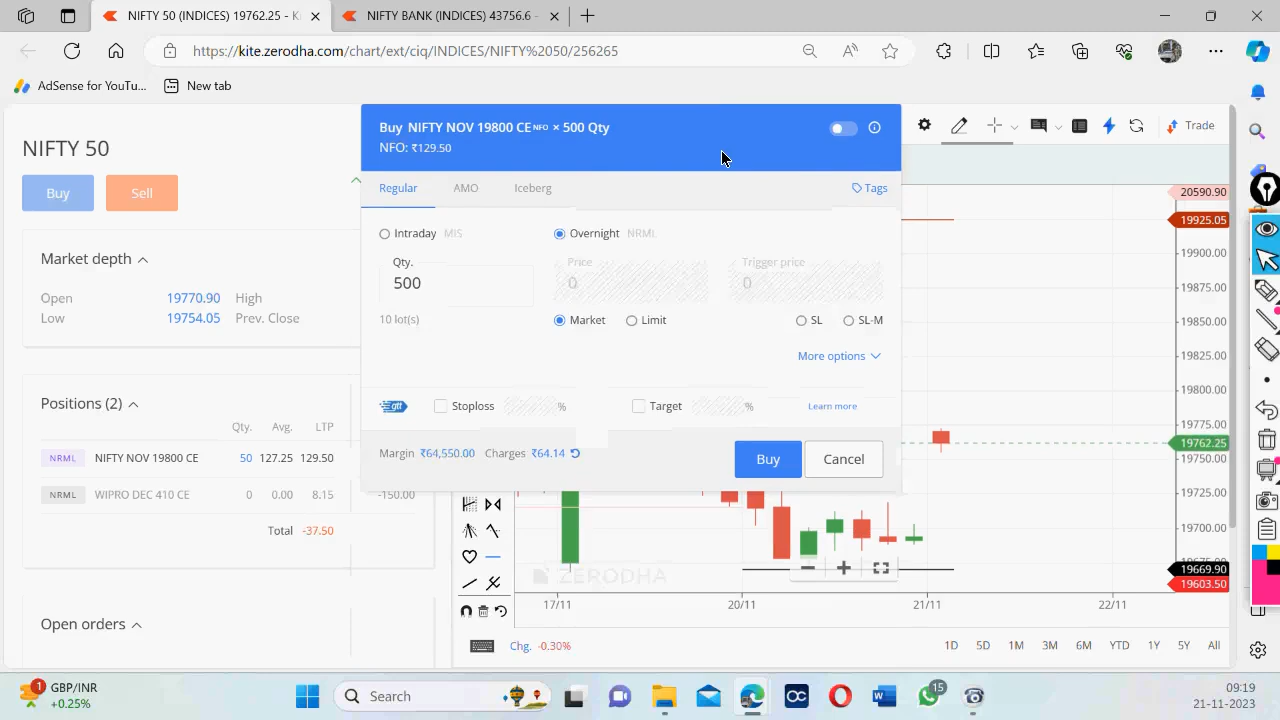 NIFTY 50 (INDICES) 19762.25 - K
NIFTY BANK (INDICES) 43756.6 -
https://kite.zerodha.com/chart/ext/ciq/INDICES/NIFTY%2050/256265
AdSense for YouTu...
New tab
NIFTY 50
Buy
Sell
Market depth
Open 19770.90 High
Low 19754.05 Prev. Close
Positions (2)
Qty. Avg. LTP
NRML NIFTY NOV 19800 CE 50 127.25 129.50
NRML WIPRO DEC 410 CE 0 0.00 8.15 -150.00
Total -37.50
Open orders
Buy NIFTY NOV 19800 CE NFO × 500 Qty
NFO: ₹129.50
Regular AMO Iceberg Tags
Intraday MIS Overnight NRML
Qty. Price Trigger price
500 0 0
10 lot(s) Market Limit SL SL-M
More options
gtt Stoploss % Target % Learn more
Margin ₹64,550.00 Charges ₹64.14
Buy Cancel
Trade
20590.90
19925.05
19900.00
19875.00
19850.00
19825.00
19800.00
19775.00
19762.25
19750.00
19725.00
19700.00
19669.90
19603.50
ZERODHA
17/11 20/11 21/11 22/11
Chg. -0.30% 1D 5D 1M 3M 6M YTD 1Y 5Y All
1
GBP/INR
+0.25%
Search
OC
15
09:19
21-11-2023